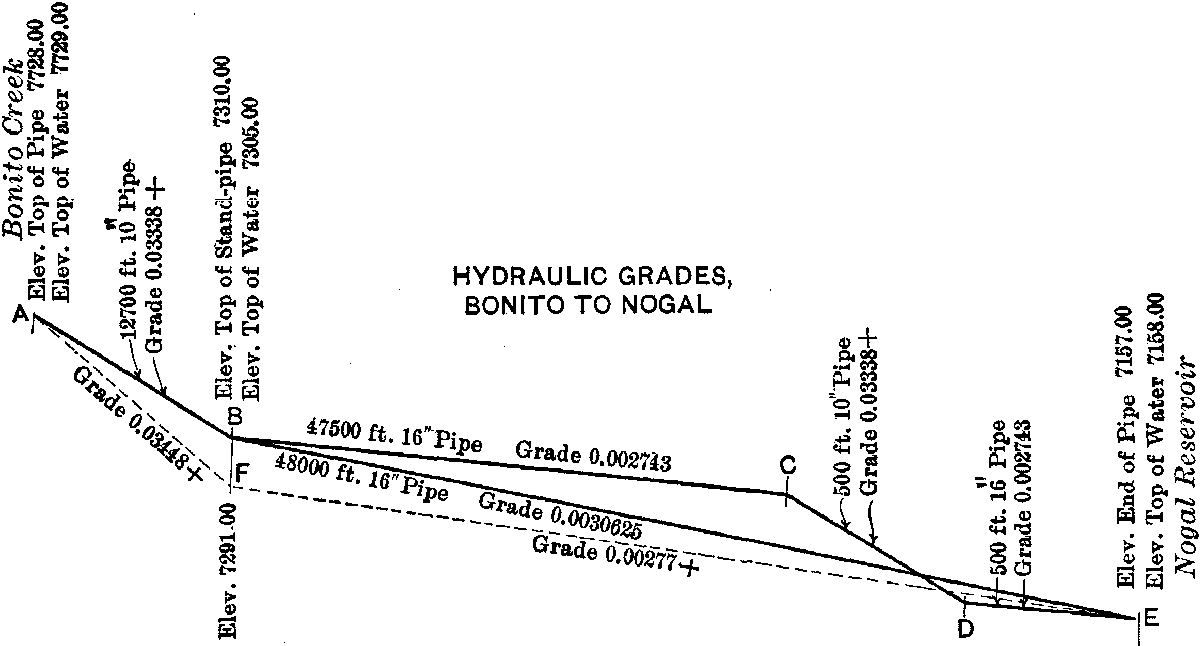 Bonito Creek
Elev. Top of Pipe 7728.00
Elev. Top of Water 7729.00
A
12700 ft. 10" Pipe
Grade 0.03338+
Grade 0.03448+
Elev. Top of Stand-pipe 7310.00
Elev. Top of Water 7305.00
B
F
Elev. 7291.00
HYDRAULIC GRADES,
BONITO TO NOGAL
47500 ft. 16" Pipe Grade 0.002743
48000 ft. 16" Pipe Grade 0.0030625
Grade 0.00277+
C
500 ft. 10" Pipe
Grade 0.03338+
D
500 ft. 16" Pipe
Grade 0.002743
E
Elev. End of Pipe 7157.00
Elev. Top of Water 7158.00
Nogal Reservoir